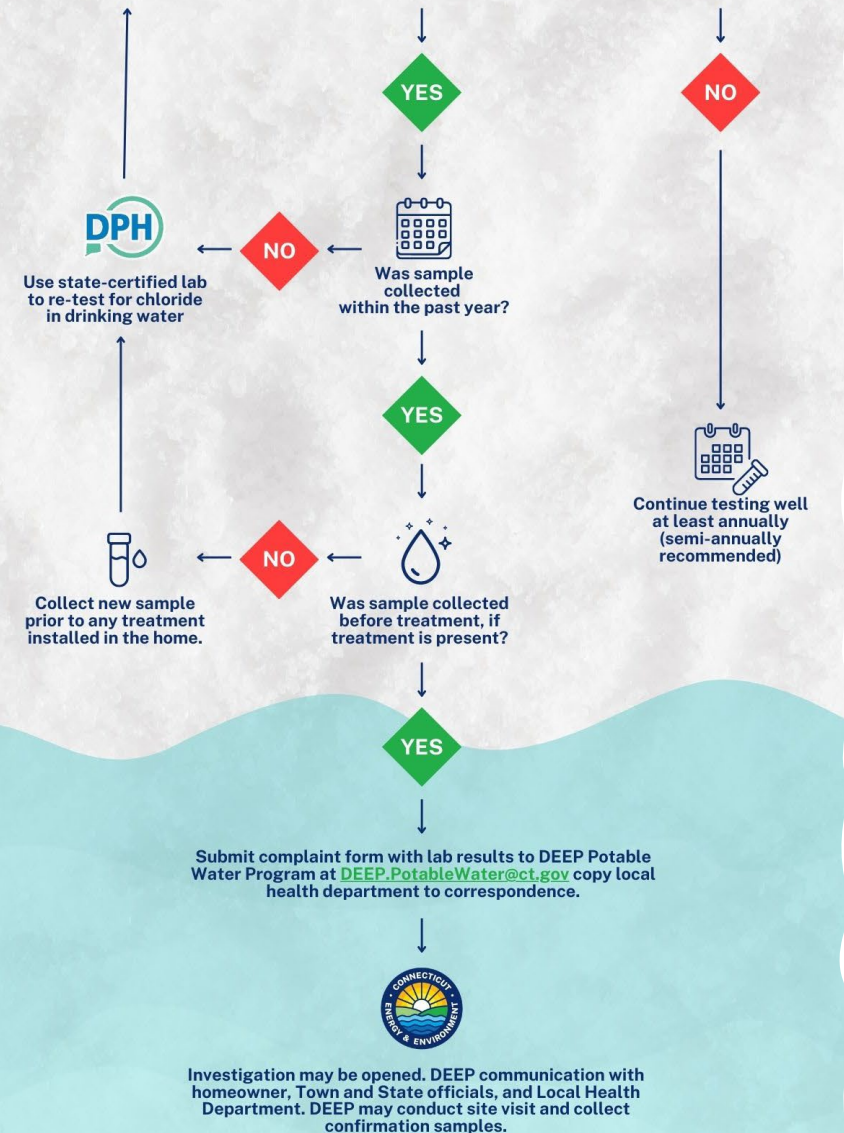 YES
NO
DPH
NO
Use state-certified lab
to re-test for chloride
in drinking water
Was sample
collected
within the past year?
YES
Continue testing well
at least annually
(semi-annually
recommended)
NO
Collect new sample
prior to any treatment
installed in the home.
Was sample collected
before treatment, if
treatment is present?
YES
Submit complaint form with lab results to DEEP Potable
Water Program at DEEP.PotableWater@ct.gov copy local
health department to correspondence.
CONNECTICUT
ENERGY & ENVIRONMENT
Investigation may be opened. DEEP communication with
homeowner, Town and State officials, and Local Health
Department. DEEP may conduct site visit and collect
confirmation samples.